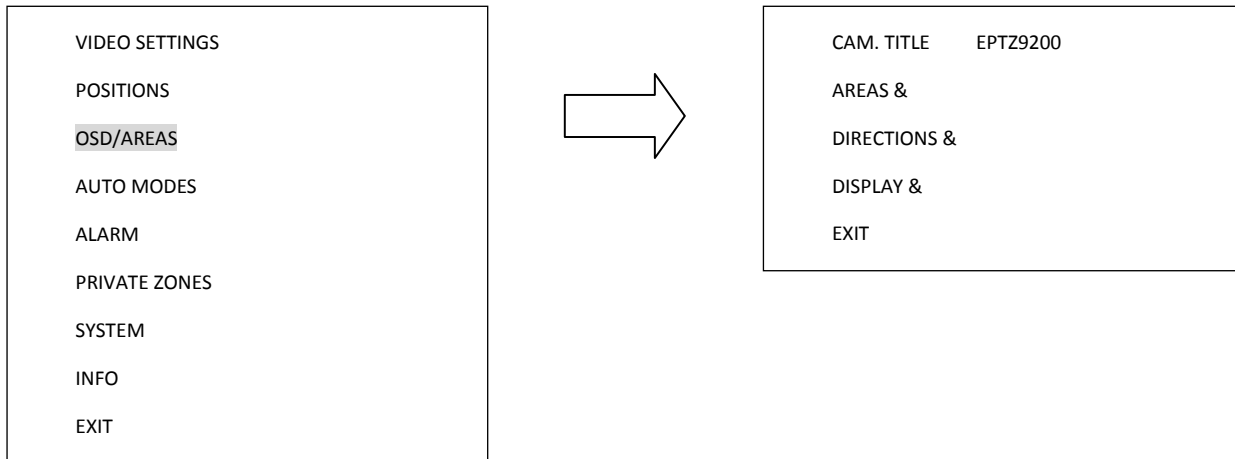 VIDEO SETTINGS
POSITIONS
OSD/AREAS
AUTO MODES
ALARM
PRIVATE ZONES
SYSTEM
INFO
EXIT
CAM. TITLE EPTZ9200
AREAS &
DIRECTIONS &
DISPLAY &
EXIT